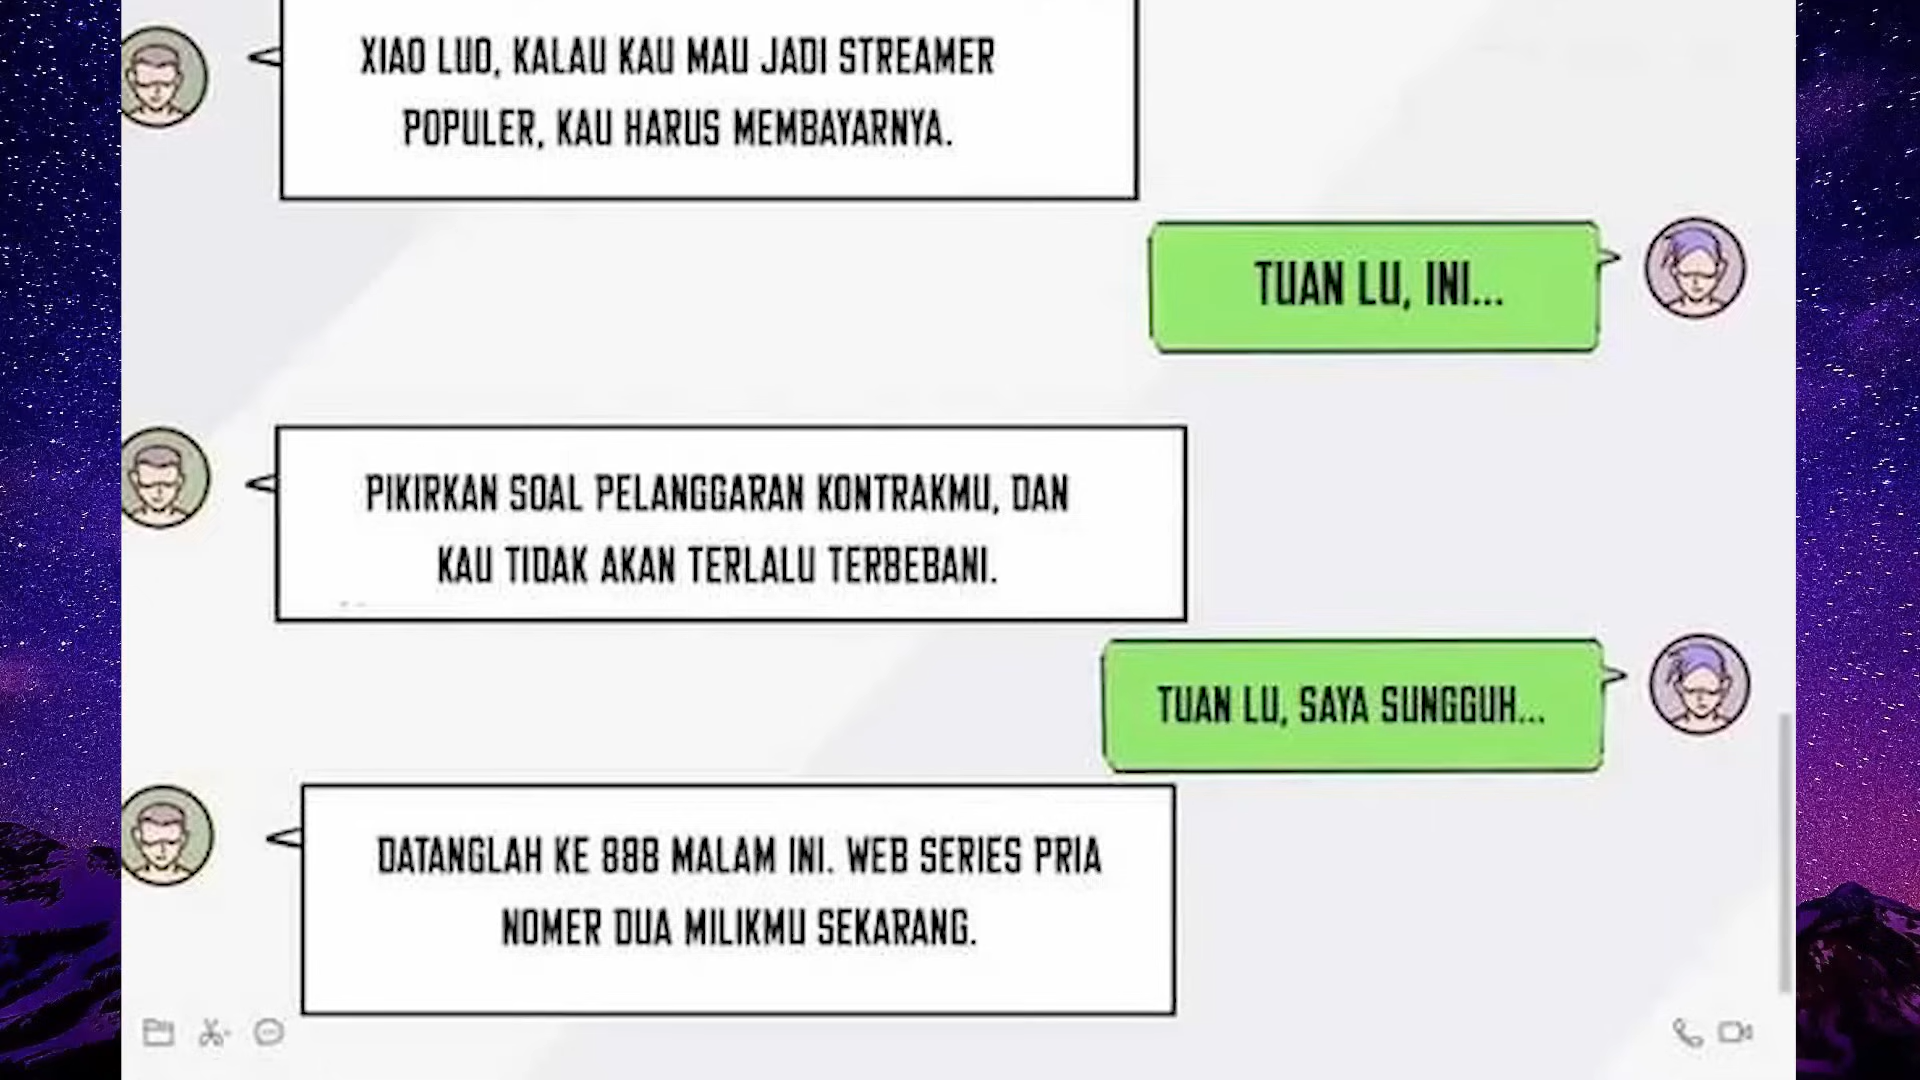 XIAO LUO, KALAU KAU MAU JADI STREAMER
POPULER, KAU HARUS MEMBAYARNYA.
TUAN LU, INI...
PIKIRKAN SOAL PELANGGARAN KONTRAKMU, DAN
KAU TIDAK AKAN TERLALU TERBEBANI.
TUAN LU, SAYA SUNGGUH...
DATANGLAH KE 888 MALAM INI. WEB SERIES PRIA
NOMER DUA MILIKMU SEKARANG.